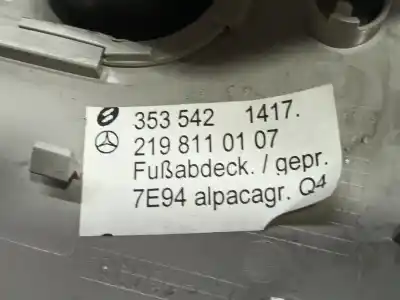 353 542 1417.
219 811 01 07
Fußabdeck. / gepr.
7E94 alpacagr. Q4